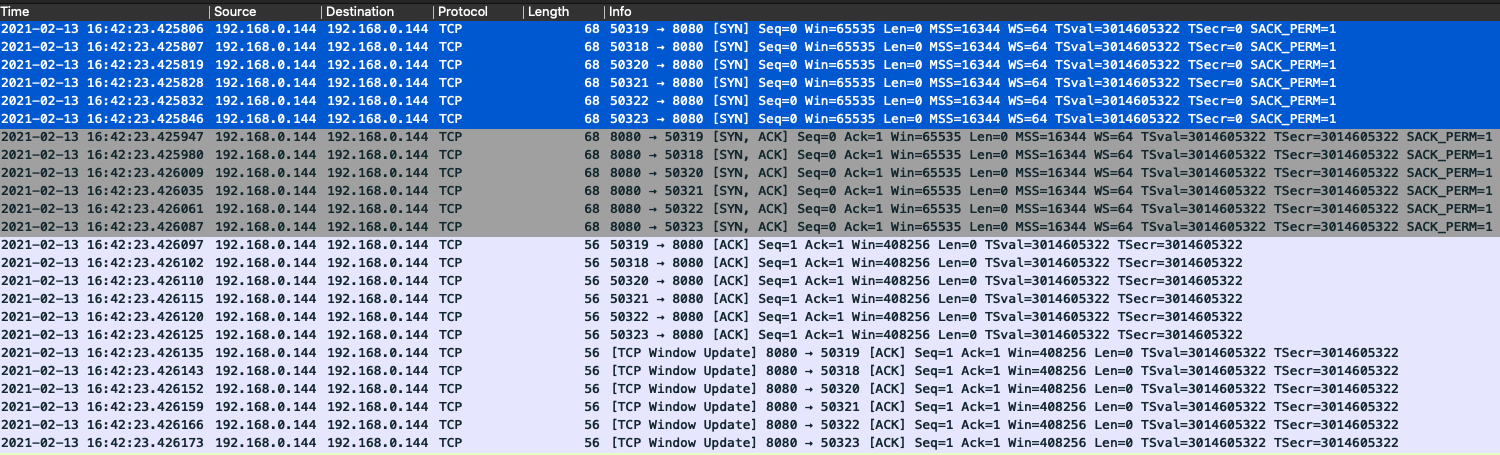 Time Source Destination Protocol Length Info
2021-02-13 16:42:23.425806 192.168.0.144 192.168.0.144 TCP 68 50319 → 8080 [SYN] Seq=0 Win=65535 Len=0 MSS=16344 WS=64 TSval=3014605322 TSecr=0 SACK_PERM=1
2021-02-13 16:42:23.425807 192.168.0.144 192.168.0.144 TCP 68 50318 → 8080 [SYN] Seq=0 Win=65535 Len=0 MSS=16344 WS=64 TSval=3014605322 TSecr=0 SACK_PERM=1
2021-02-13 16:42:23.425819 192.168.0.144 192.168.0.144 TCP 68 50320 → 8080 [SYN] Seq=0 Win=65535 Len=0 MSS=16344 WS=64 TSval=3014605322 TSecr=0 SACK_PERM=1
2021-02-13 16:42:23.425828 192.168.0.144 192.168.0.144 TCP 68 50321 → 8080 [SYN] Seq=0 Win=65535 Len=0 MSS=16344 WS=64 TSval=3014605322 TSecr=0 SACK_PERM=1
2021-02-13 16:42:23.425832 192.168.0.144 192.168.0.144 TCP 68 50322 → 8080 [SYN] Seq=0 Win=65535 Len=0 MSS=16344 WS=64 TSval=3014605322 TSecr=0 SACK_PERM=1
2021-02-13 16:42:23.425846 192.168.0.144 192.168.0.144 TCP 68 50323 → 8080 [SYN] Seq=0 Win=65535 Len=0 MSS=16344 WS=64 TSval=3014605322 TSecr=0 SACK_PERM=1
2021-02-13 16:42:23.425947 192.168.0.144 192.168.0.144 TCP 68 8080 → 50319 [SYN, ACK] Seq=0 Ack=1 Win=65535 Len=0 MSS=16344 WS=64 TSval=3014605322 TSecr=3014605322 SACK_PERM=1
2021-02-13 16:42:23.425980 192.168.0.144 192.168.0.144 TCP 68 8080 → 50318 [SYN, ACK] Seq=0 Ack=1 Win=65535 Len=0 MSS=16344 WS=64 TSval=3014605322 TSecr=3014605322 SACK_PERM=1
2021-02-13 16:42:23.426009 192.168.0.144 192.168.0.144 TCP 68 8080 → 50320 [SYN, ACK] Seq=0 Ack=1 Win=65535 Len=0 MSS=16344 WS=64 TSval=3014605322 TSecr=3014605322 SACK_PERM=1
2021-02-13 16:42:23.426035 192.168.0.144 192.168.0.144 TCP 68 8080 → 50321 [SYN, ACK] Seq=0 Ack=1 Win=65535 Len=0 MSS=16344 WS=64 TSval=3014605322 TSecr=3014605322 SACK_PERM=1
2021-02-13 16:42:23.426061 192.168.0.144 192.168.0.144 TCP 68 8080 → 50322 [SYN, ACK] Seq=0 Ack=1 Win=65535 Len=0 MSS=16344 WS=64 TSval=3014605322 TSecr=3014605322 SACK_PERM=1
2021-02-13 16:42:23.426087 192.168.0.144 192.168.0.144 TCP 68 8080 → 50323 [SYN, ACK] Seq=0 Ack=1 Win=65535 Len=0 MSS=16344 WS=64 TSval=3014605322 TSecr=3014605322 SACK_PERM=1
2021-02-13 16:42:23.426097 192.168.0.144 192.168.0.144 TCP 56 50319 → 8080 [ACK] Seq=1 Ack=1 Win=408256 Len=0 TSval=3014605322 TSecr=3014605322
2021-02-13 16:42:23.426102 192.168.0.144 192.168.0.144 TCP 56 50318 → 8080 [ACK] Seq=1 Ack=1 Win=408256 Len=0 TSval=3014605322 TSecr=3014605322
2021-02-13 16:42:23.426110 192.168.0.144 192.168.0.144 TCP 56 50320 → 8080 [ACK] Seq=1 Ack=1 Win=408256 Len=0 TSval=3014605322 TSecr=3014605322
2021-02-13 16:42:23.426115 192.168.0.144 192.168.0.144 TCP 56 50321 → 8080 [ACK] Seq=1 Ack=1 Win=408256 Len=0 TSval=3014605322 TSecr=3014605322
2021-02-13 16:42:23.426120 192.168.0.144 192.168.0.144 TCP 56 50322 → 8080 [ACK] Seq=1 Ack=1 Win=408256 Len=0 TSval=3014605322 TSecr=3014605322
2021-02-13 16:42:23.426125 192.168.0.144 192.168.0.144 TCP 56 50323 → 8080 [ACK] Seq=1 Ack=1 Win=408256 Len=0 TSval=3014605322 TSecr=3014605322
2021-02-13 16:42:23.426135 192.168.0.144 192.168.0.144 TCP 56 [TCP Window Update] 8080 → 50319 [ACK] Seq=1 Ack=1 Win=408256 Len=0 TSval=3014605322 TSecr=3014605322
2021-02-13 16:42:23.426143 192.168.0.144 192.168.0.144 TCP 56 [TCP Window Update] 8080 → 50318 [ACK] Seq=1 Ack=1 Win=408256 Len=0 TSval=3014605322 TSecr=3014605322
2021-02-13 16:42:23.426152 192.168.0.144 192.168.0.144 TCP 56 [TCP Window Update] 8080 → 50320 [ACK] Seq=1 Ack=1 Win=408256 Len=0 TSval=3014605322 TSecr=3014605322
2021-02-13 16:42:23.426159 192.168.0.144 192.168.0.144 TCP 56 [TCP Window Update] 8080 → 50321 [ACK] Seq=1 Ack=1 Win=408256 Len=0 TSval=3014605322 TSecr=3014605322
2021-02-13 16:42:23.426166 192.168.0.144 192.168.0.144 TCP 56 [TCP Window Update] 8080 → 50322 [ACK] Seq=1 Ack=1 Win=408256 Len=0 TSval=3014605322 TSecr=3014605322
2021-02-13 16:42:23.426173 192.168.0.144 192.168.0.144 TCP 56 [TCP Window Update] 8080 → 50323 [ACK] Seq=1 Ack=1 Win=408256 Len=0 TSval=3014605322 TSecr=3014605322